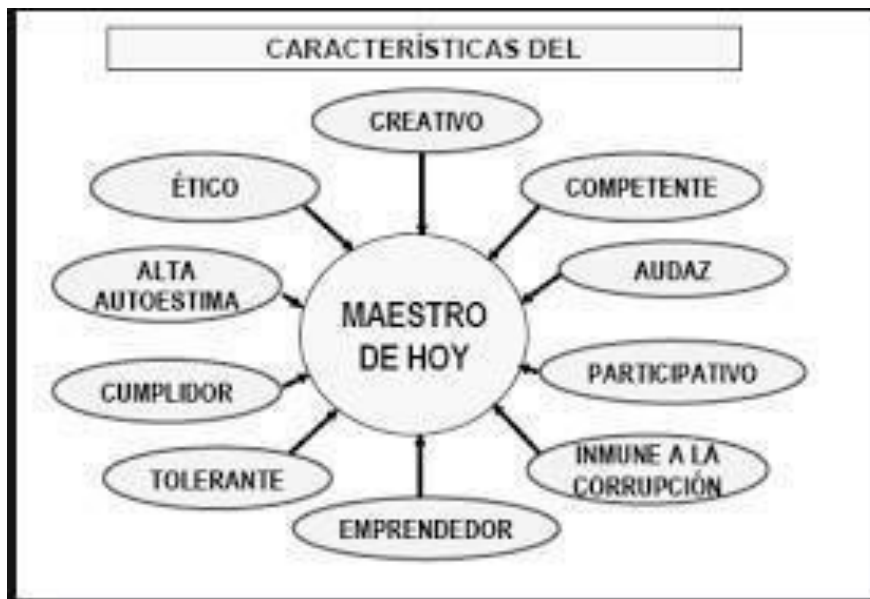 CARACTERÍSTICAS DEL
CREATIVO
ÉTICO
COMPETENTE
ALTA
AUTOESTIMA
AUDAZ
MAESTRO
DE HOY
CUMPLIDOR
PARTICIPATIVO
TOLERANTE
INMUNE A LA
CORRUPCIÓN
EMPRENDEDOR